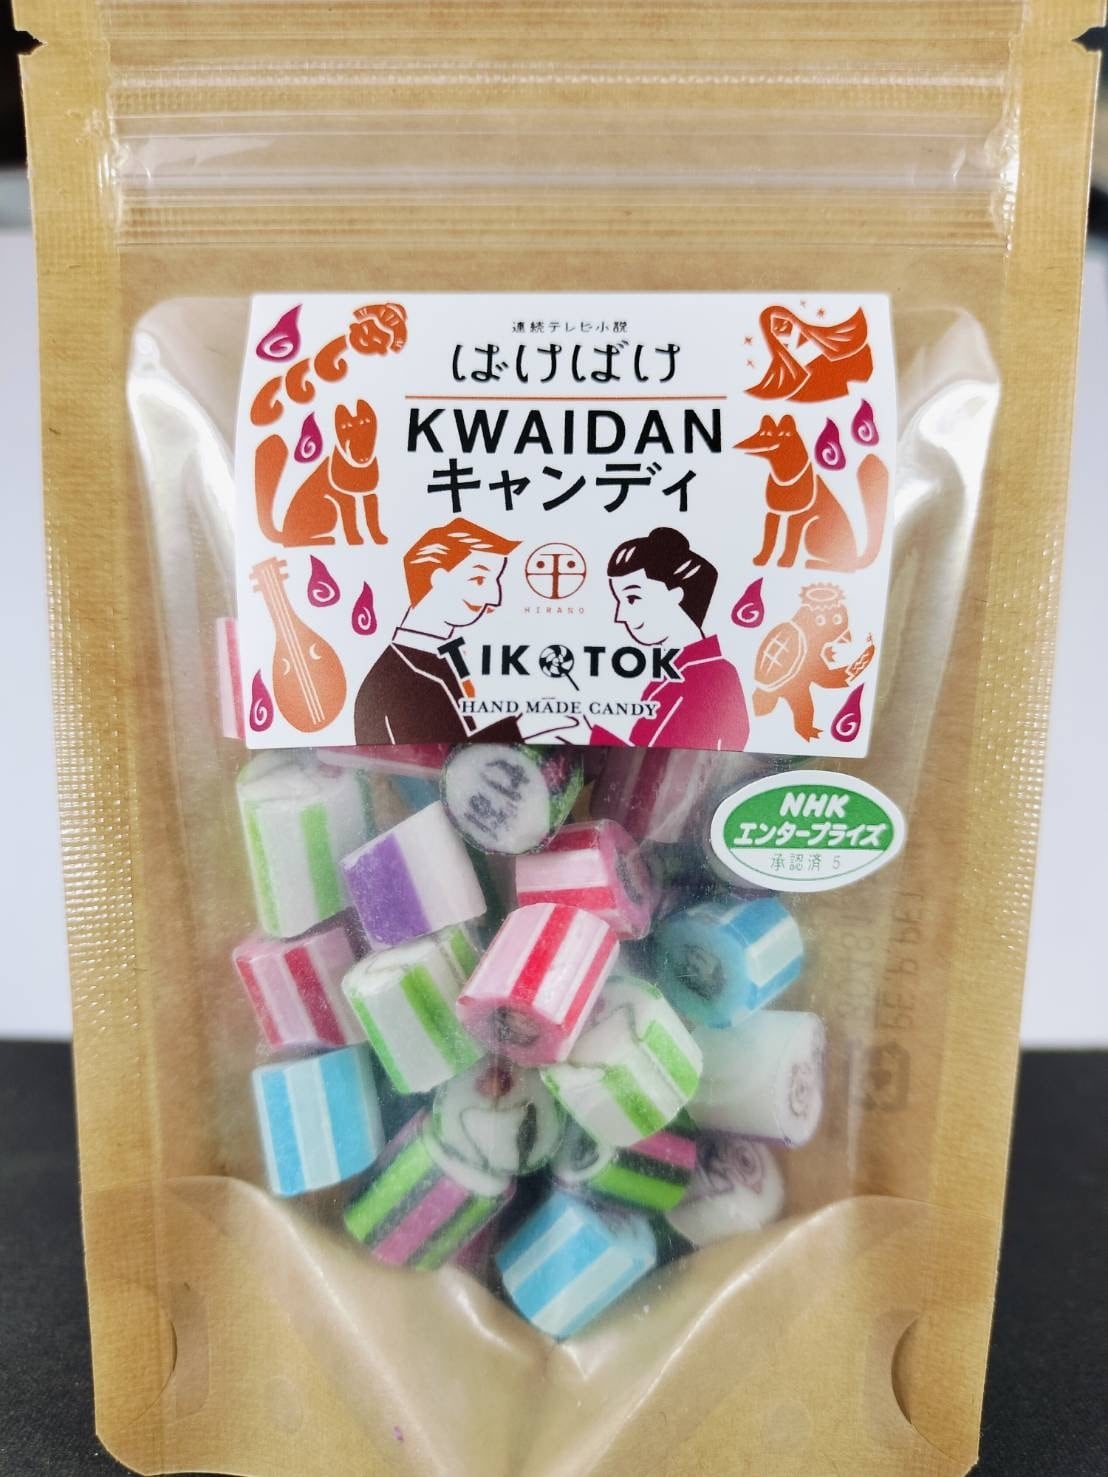 連続テレビ小説
ばけばけ
KWAIDAN
キャンディ
平
HIRANO
TIK TOK
HAND MADE CANDY
NHK
エンタープライズ
承認済 5